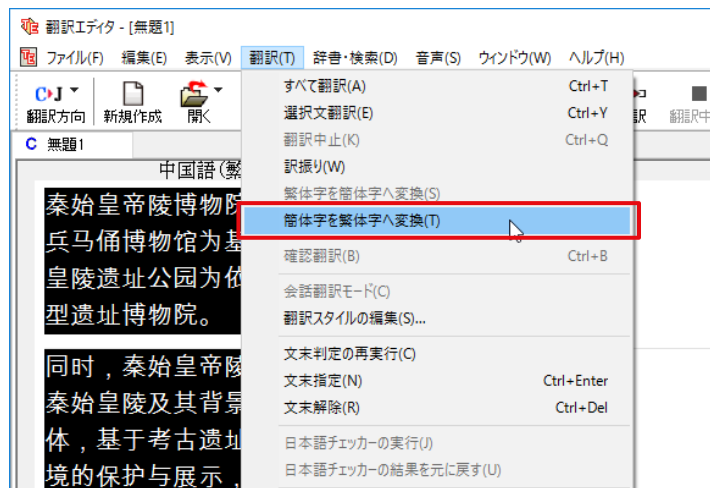 翻訳エディタ - [無題1]
ファイル(F) 編集(E) 表示(V) 翻訳(T) 辞書・検索(D) 音声(S) ウィンドウ(W) ヘルプ(H)
C▸J
翻訳方向 新規作成 開く 訳 翻訳中
C 無題1
中国語(繁
秦始皇帝陵博物院
兵马俑博物馆为基
皇陵遗址公园为依
型遗址博物院。
同时，秦始皇帝陵
秦始皇陵及其背景
体，基于考古遗址
境的保护与展示，
すべて翻訳(A) Ctrl+T
選択文翻訳(E) Ctrl+Y
翻訳中止(K) Ctrl+Q
訳振り(W)
繁体字を簡体字へ変換(S)
簡体字を繁体字へ変換(T)
確認翻訳(B) Ctrl+B
会話翻訳モード(C)
翻訳スタイルの編集(S)...
文末判定の再実行(C)
文末指定(N) Ctrl+Enter
文末解除(R) Ctrl+Del
日本語チェッカーの実行(J)
日本語チェッカーの結果を元に戻す(U)